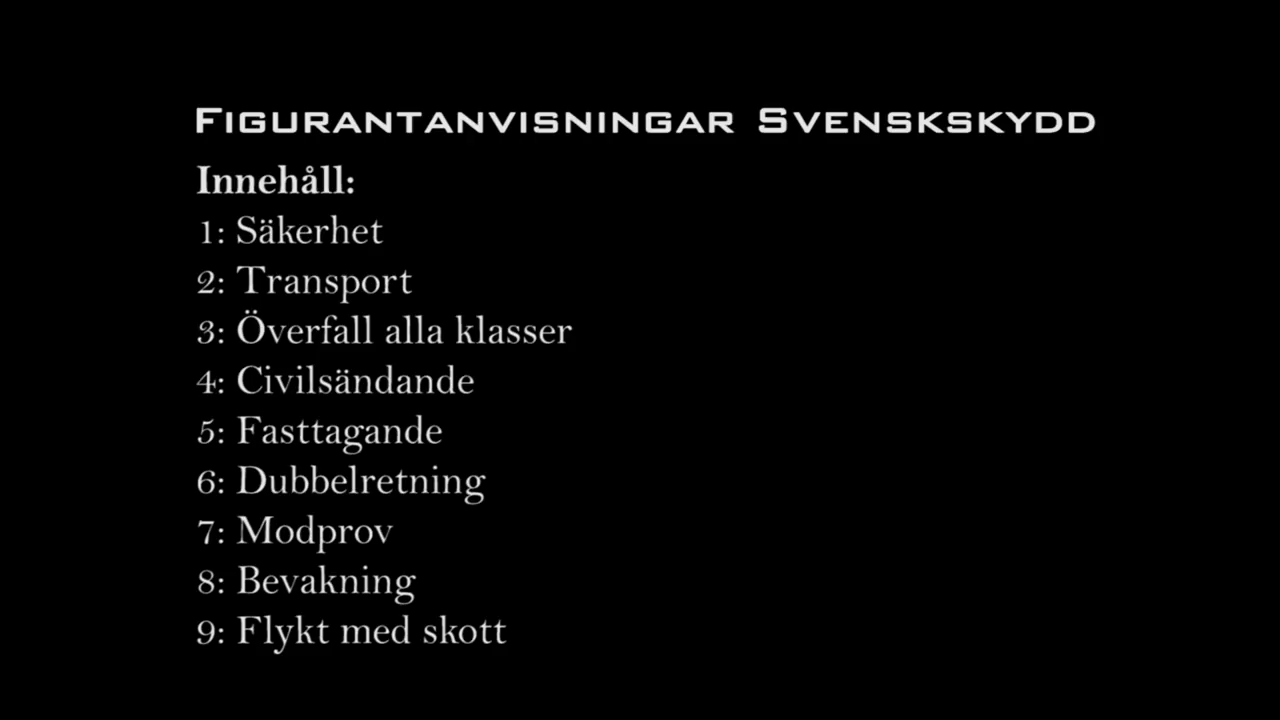 Figurantanvisningar Svenskskydd
Innehåll:
1: Säkerhet
2: Transport
3: Överfall alla klasser
4: Civilsändande
5: Fasttagande
6: Dubbelretning
7: Modprov
8: Bevakning
9: Flykt med skott